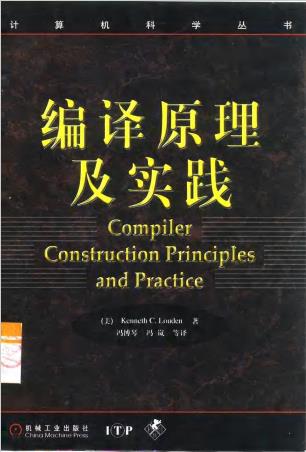 计算机科学丛书
编译原理
及实践
Compiler
Construction Principles
and Practice
(美) Kenneth C. Louden 著
冯博琴 冯岚 等译
机械工业出版社
China Machine Press
ITP